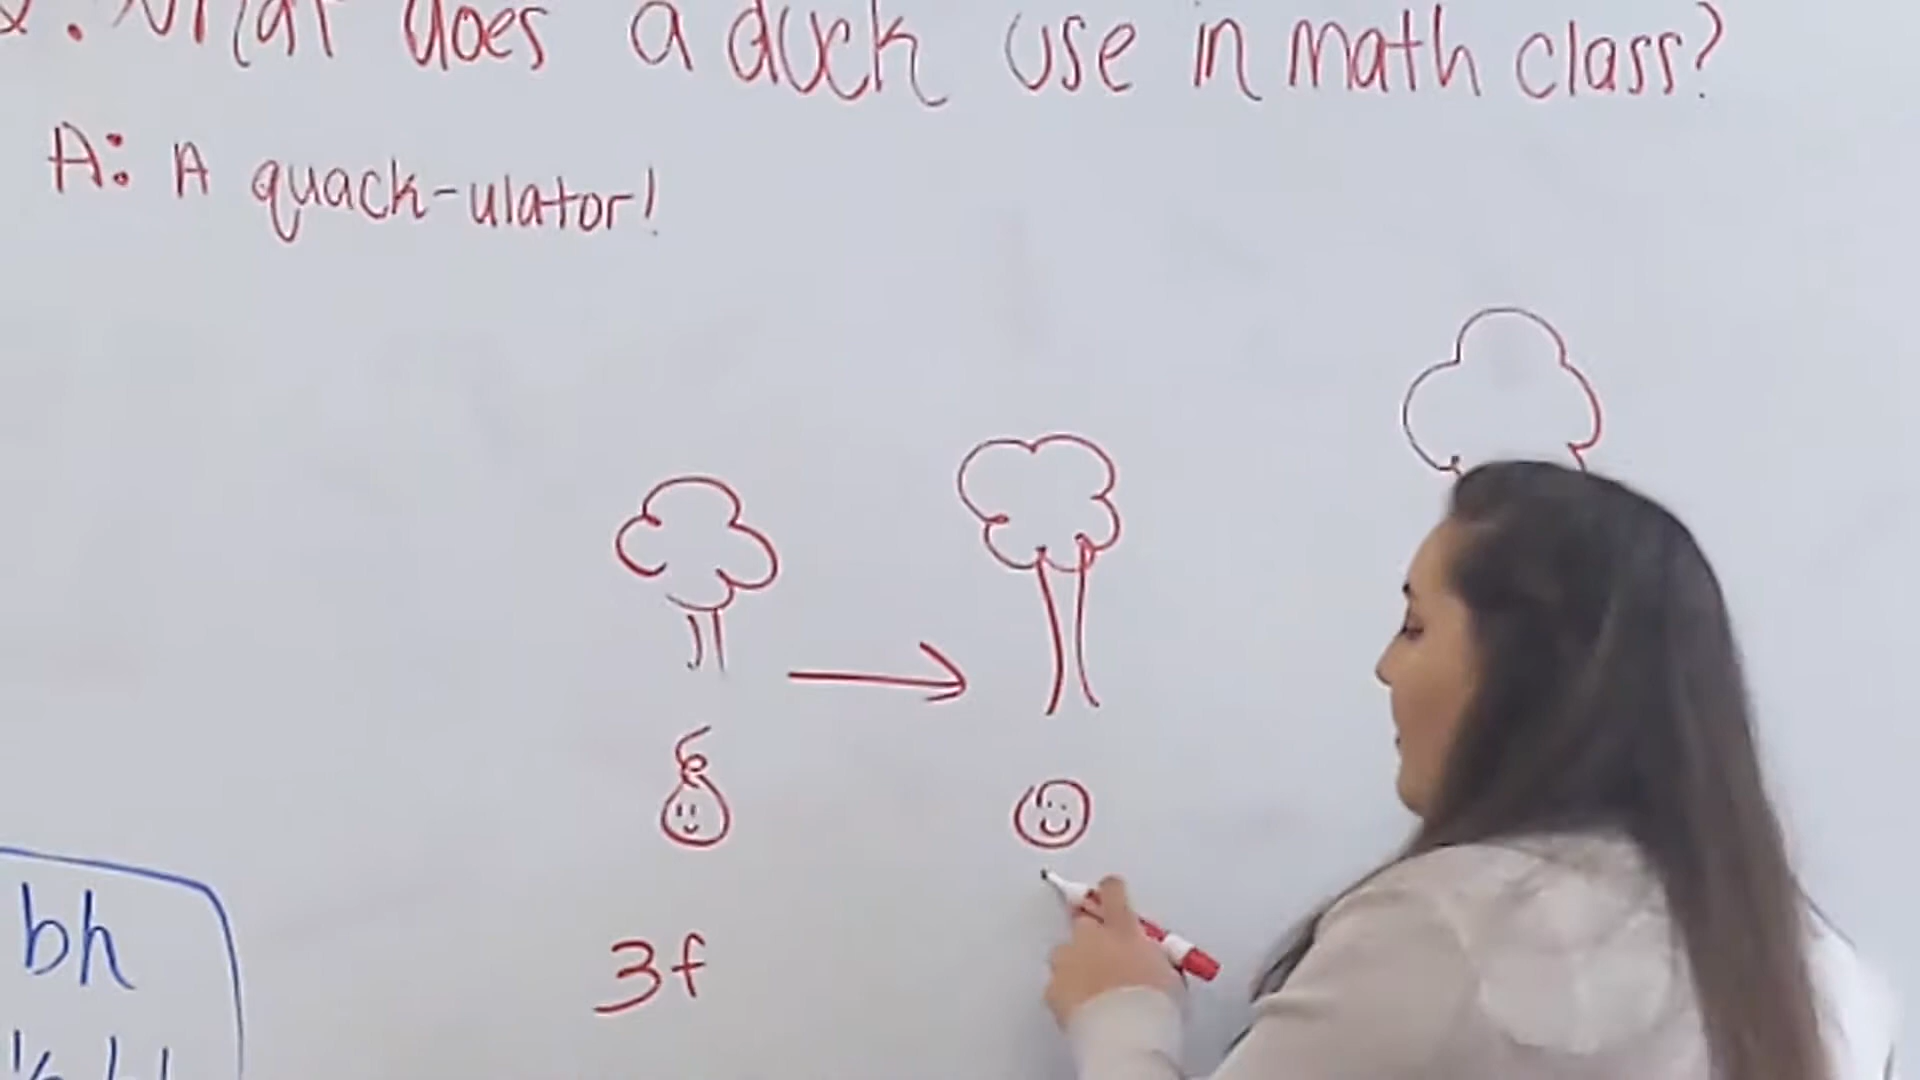 What does a duck use in math class?
A: A quack-ulator!
3f
bh